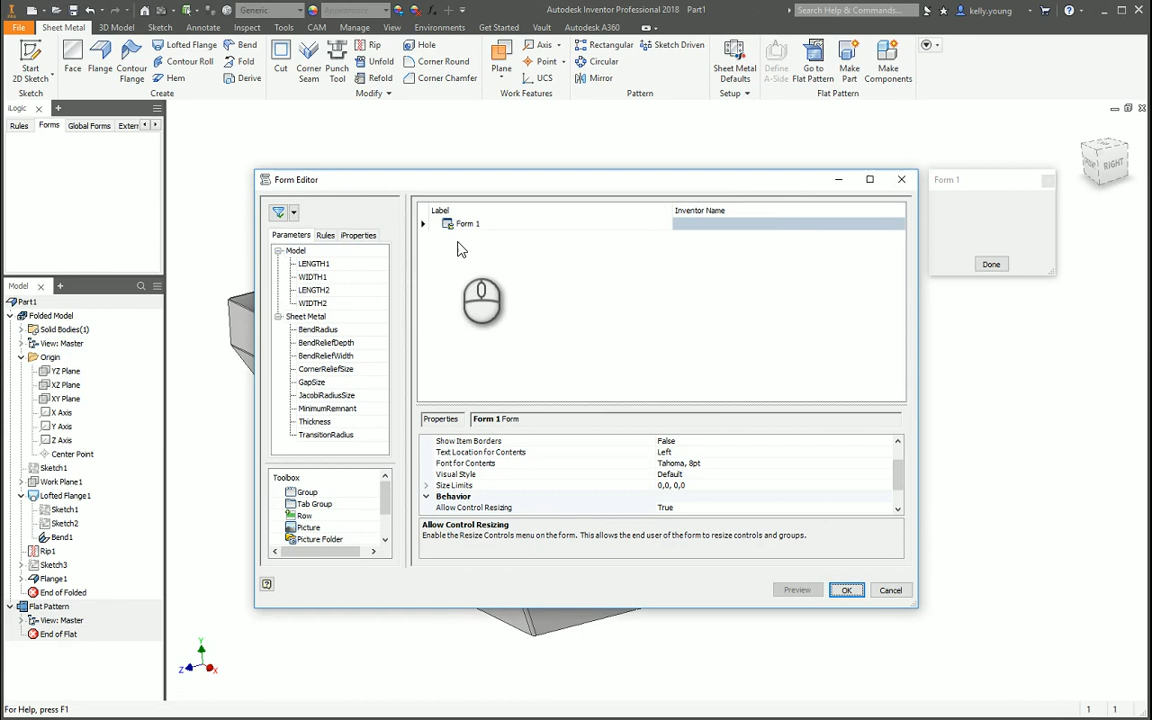 Generic
Appearance
Autodesk Inventor Professional 2018 Part1
Search Help & Commands...
kelly.young
File
Sheet Metal
3D Model
Sketch
Annotate
Inspect
Tools
CAM
Manage
View
Environments
Get Started
Vault
Autodesk A360
Start
2D Sketch
Face
Flange
Contour
Flange
Lofted Flange
Contour Roll
Hem
Bend
Fold
Derive
Cut
Corner
Seam
Punch
Tool
Rip
Unfold
Refold
Hole
Corner Round
Corner Chamfer
Plane
Axis
Point
UCS
Rectangular
Circular
Mirror
Sketch Driven
Sheet Metal
Defaults
Define
A-Side
Go to
Flat Pattern
Make
Part
Make
Components
Sketch
Create
Modify
Work Features
Pattern
Setup
Flat Pattern
iLogic
Rules
Forms
Global Forms
Extern
Model
Part1
Folded Model
Solid Bodies(1)
View: Master
Origin
YZ Plane
XZ Plane
XY Plane
X Axis
Y Axis
Z Axis
Center Point
Sketch1
Work Plane1
Lofted Flange1
Sketch1
Sketch2
Bend1
Rip1
Sketch3
Flange1
End of Folded
Flat Pattern
View: Master
End of Flat
Form Editor
Parameters
Rules
iProperties
Model
LENGTH1
WIDTH1
LENGTH2
WIDTH2
Sheet Metal
BendRadius
BendReliefDepth
BendReliefWidth
CornerReliefSize
GapSize
JacobiRadiusSize
MinimumRemnant
Thickness
TransitionRadius
Toolbox
Group
Tab Group
Row
Picture
Picture Folder
Label
Inventor Name
Form 1
Properties
Form 1 Form
Show Item Borders False
Text Location for Contents Left
Font for Contents Tahoma, 8pt
Visual Style Default
Size Limits 0,0, 0,0
Behavior
Allow Control Resizing True
Allow Control Resizing
Enable the Resize Controls menu on the form. This allows the end user of the form to resize controls and groups.
Preview
OK
Cancel
Form 1
Done
RIGHT
Y
Z
X
For Help, press F1
1 1